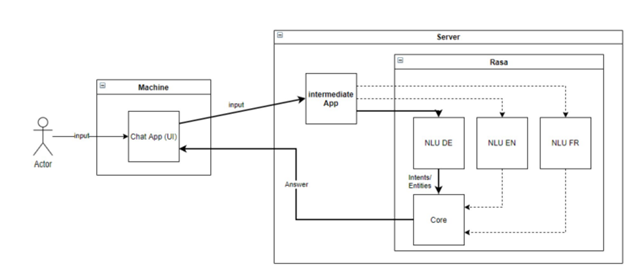 Server
Rasa
Machine
intermediate
App
input
Chat App (UI)
input
Actor
NLU DE
NLU EN
NLU FR
Intents/
Entities
Answer
Core